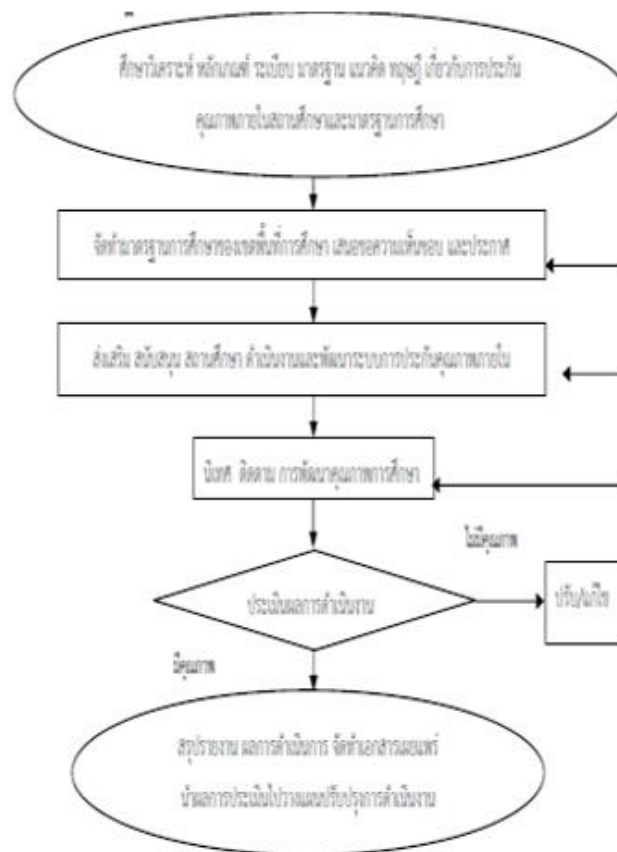 ศึกษาวิเคราะห์ หลักเกณฑ์ ระเบียบ มาตรฐาน แนวคิด ทฤษฎี เกี่ยวกับการประกัน
คุณภาพภายในสถานศึกษาและมาตรฐานการศึกษา
จัดทำมาตรฐานการศึกษาของเขตพื้นที่การศึกษา เสนอขอความเห็นชอบ และประกาศ
ส่งเสริม สนับสนุน สถานศึกษา ดำเนินงานและพัฒนาระบบการประกันคุณภาพภายใน
นิเทศ ติดตาม การพัฒนาคุณภาพการศึกษา
ไม่มีคุณภาพ
ประเมินผลการดำเนินงาน
ปรับ/แก้ไข
มีคุณภาพ
สรุปรายงาน ผลการดำเนินการ จัดทำเอกสารเผยแพร่
นำผลการประเมินไปวางแผนปรับปรุงการดำเนินงาน